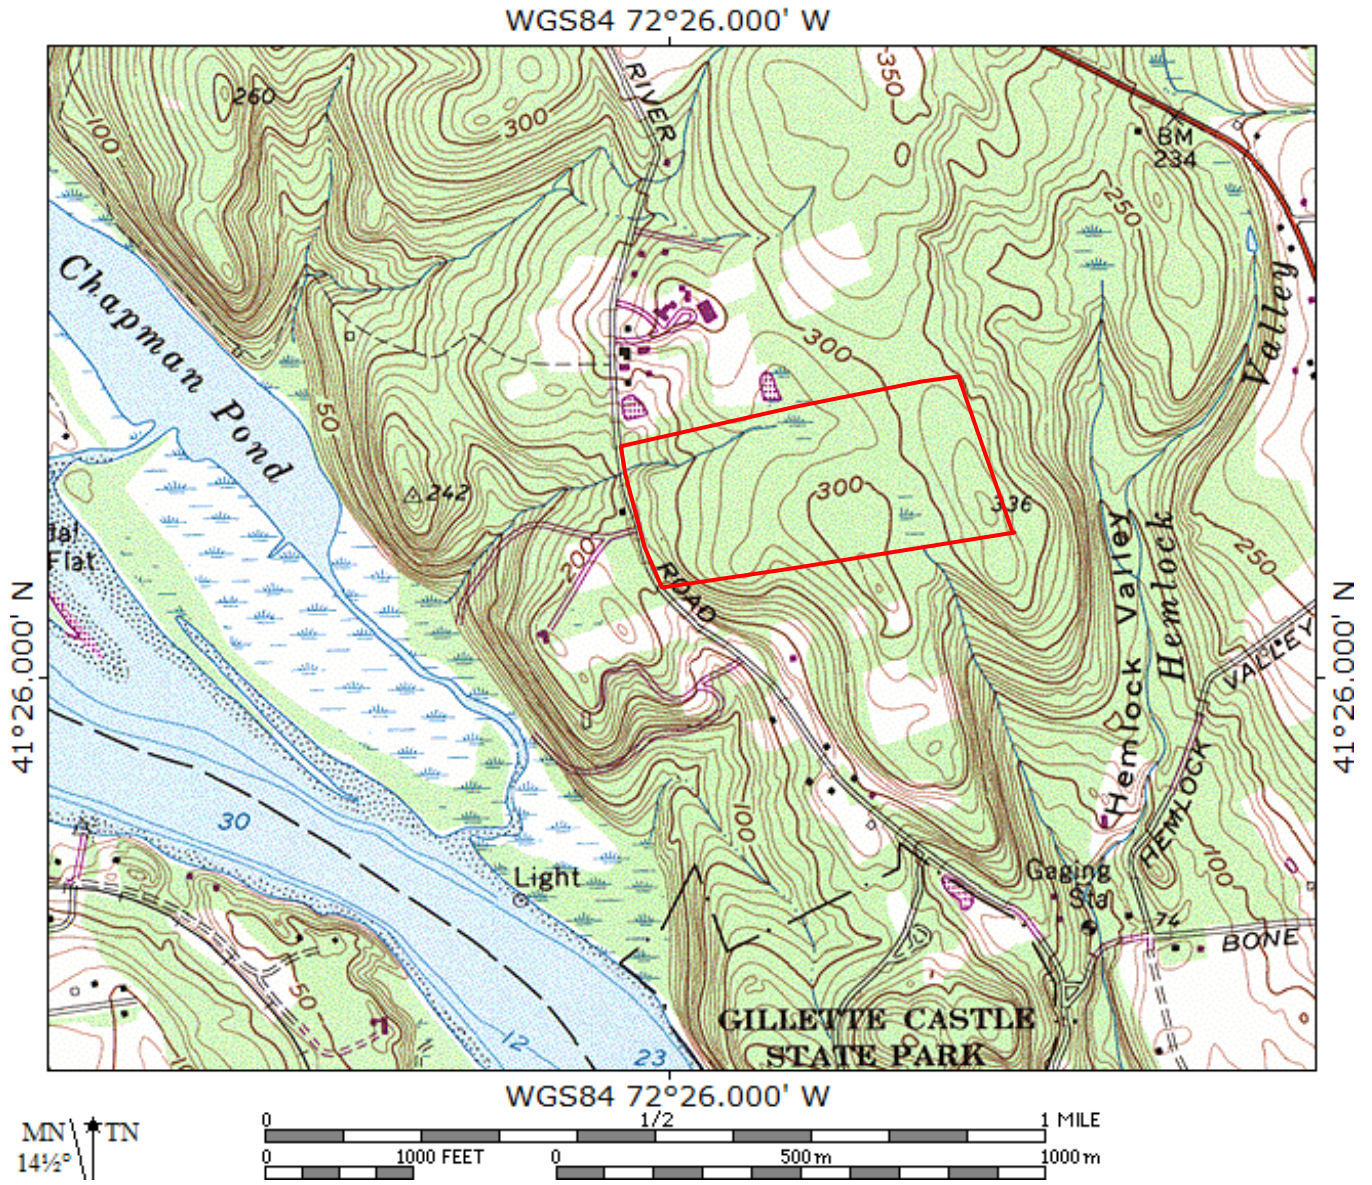 WGS84 72°26.000' W
260
100
300
RIVER
350
BM
234
250
Chapman Pond
Valley
300
50
242
300
336
tal
Flat
200
ROAD
Hemlock Valley
Hemlock
250
VALLEY
41°26.000' N
41°26.000' N
HEMLOCK
100
30
Light
100
Gaging
Sta
74
BONE
50
12
23
GILLETTE CASTLE
STATE PARK
WGS84 72°26.000' W
MN TN
14½°
0 1/2 1 MILE
0 1000 FEET 0 500 m 1000 m